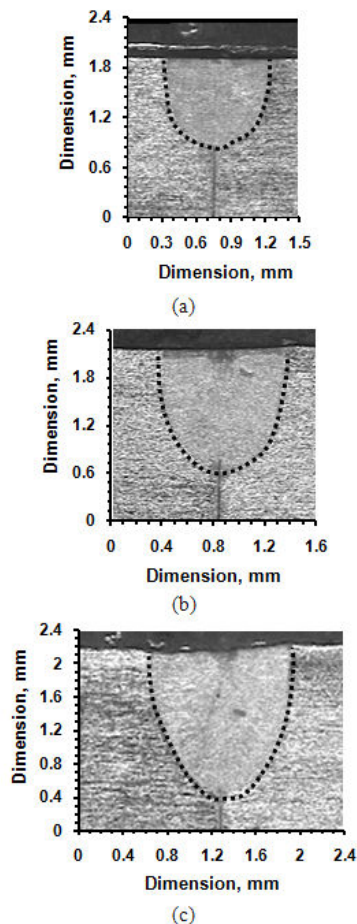 2.4
1.8
1.2
0.6
0
Dimension, mm
0 0.3 0.6 0.9 1.2 1.5
Dimension, mm
(a)
2.4
1.8
1.2
0.6
0
Dimension, mm
0 0.4 0.8 1.2 1.6
Dimension, mm
(b)
2.4
2
1.6
1.2
0.8
0.4
0
Dimension, mm
0 0.4 0.8 1.2 1.6 2 2.4
Dimension, mm
(c)